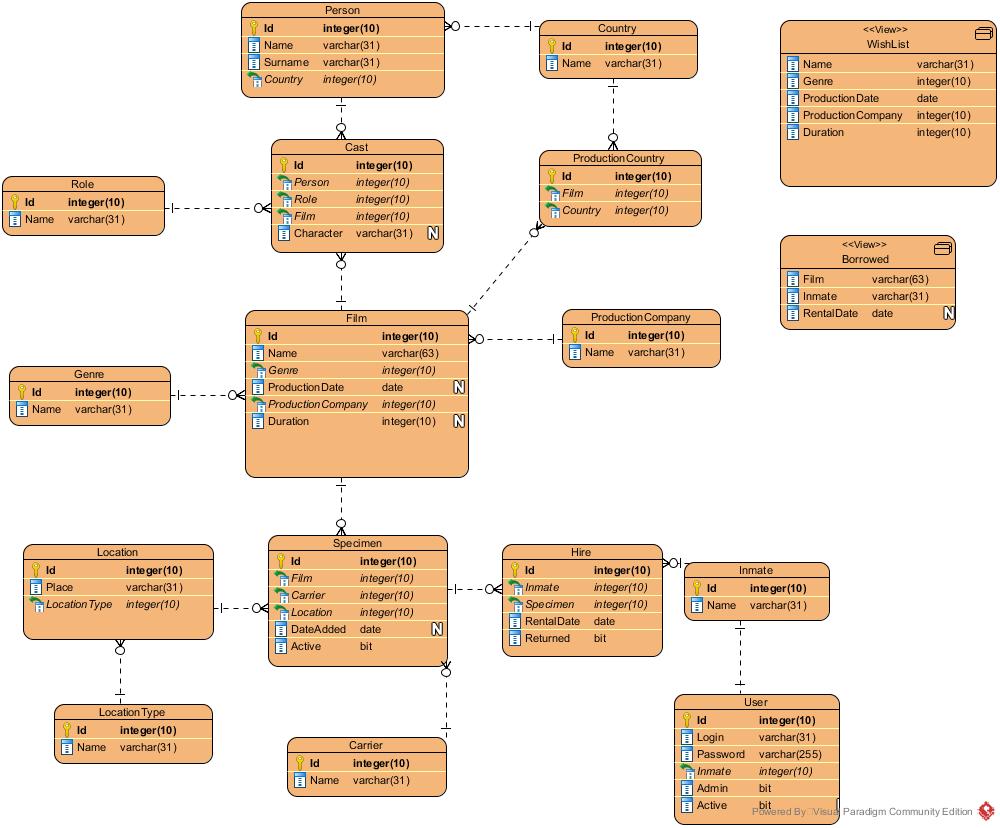 Person
Id integer(10)
Name varchar(31)
Surname varchar(31)
Country integer(10)
Country
Id integer(10)
Name varchar(31)
<<View>>
WishList
Name varchar(31)
Genre integer(10)
ProductionDate date
ProductionCompany integer(10)
Duration integer(10)
Cast
Id integer(10)
Person integer(10)
Role integer(10)
Film integer(10)
Character varchar(31) N
ProductionCountry
Id integer(10)
Film integer(10)
Country integer(10)
Role
Id integer(10)
Name varchar(31)
<<View>>
Borrowed
Film varchar(63)
Inmate varchar(31)
RentalDate date N
Film
Id integer(10)
Name varchar(63)
Genre integer(10)
ProductionDate date N
ProductionCompany integer(10)
Duration integer(10) N
ProductionCompany
Id integer(10)
Name varchar(31)
Genre
Id integer(10)
Name varchar(31)
Location
Id integer(10)
Place varchar(31)
LocationType integer(10)
Specimen
Id integer(10)
Film integer(10)
Carrier integer(10)
Location integer(10)
DateAdded date N
Active bit
Hire
Id integer(10)
Inmate integer(10)
Specimen integer(10)
RentalDate date
Returned bit
Inmate
Id integer(10)
Name varchar(31)
LocationType
Id integer(10)
Name varchar(31)
Carrier
Id integer(10)
Name varchar(31)
User
Id integer(10)
Login varchar(31)
Password varchar(255)
Inmate integer(10)
Admin bit
Active bit
Powered By Visual Paradigm Community Edition